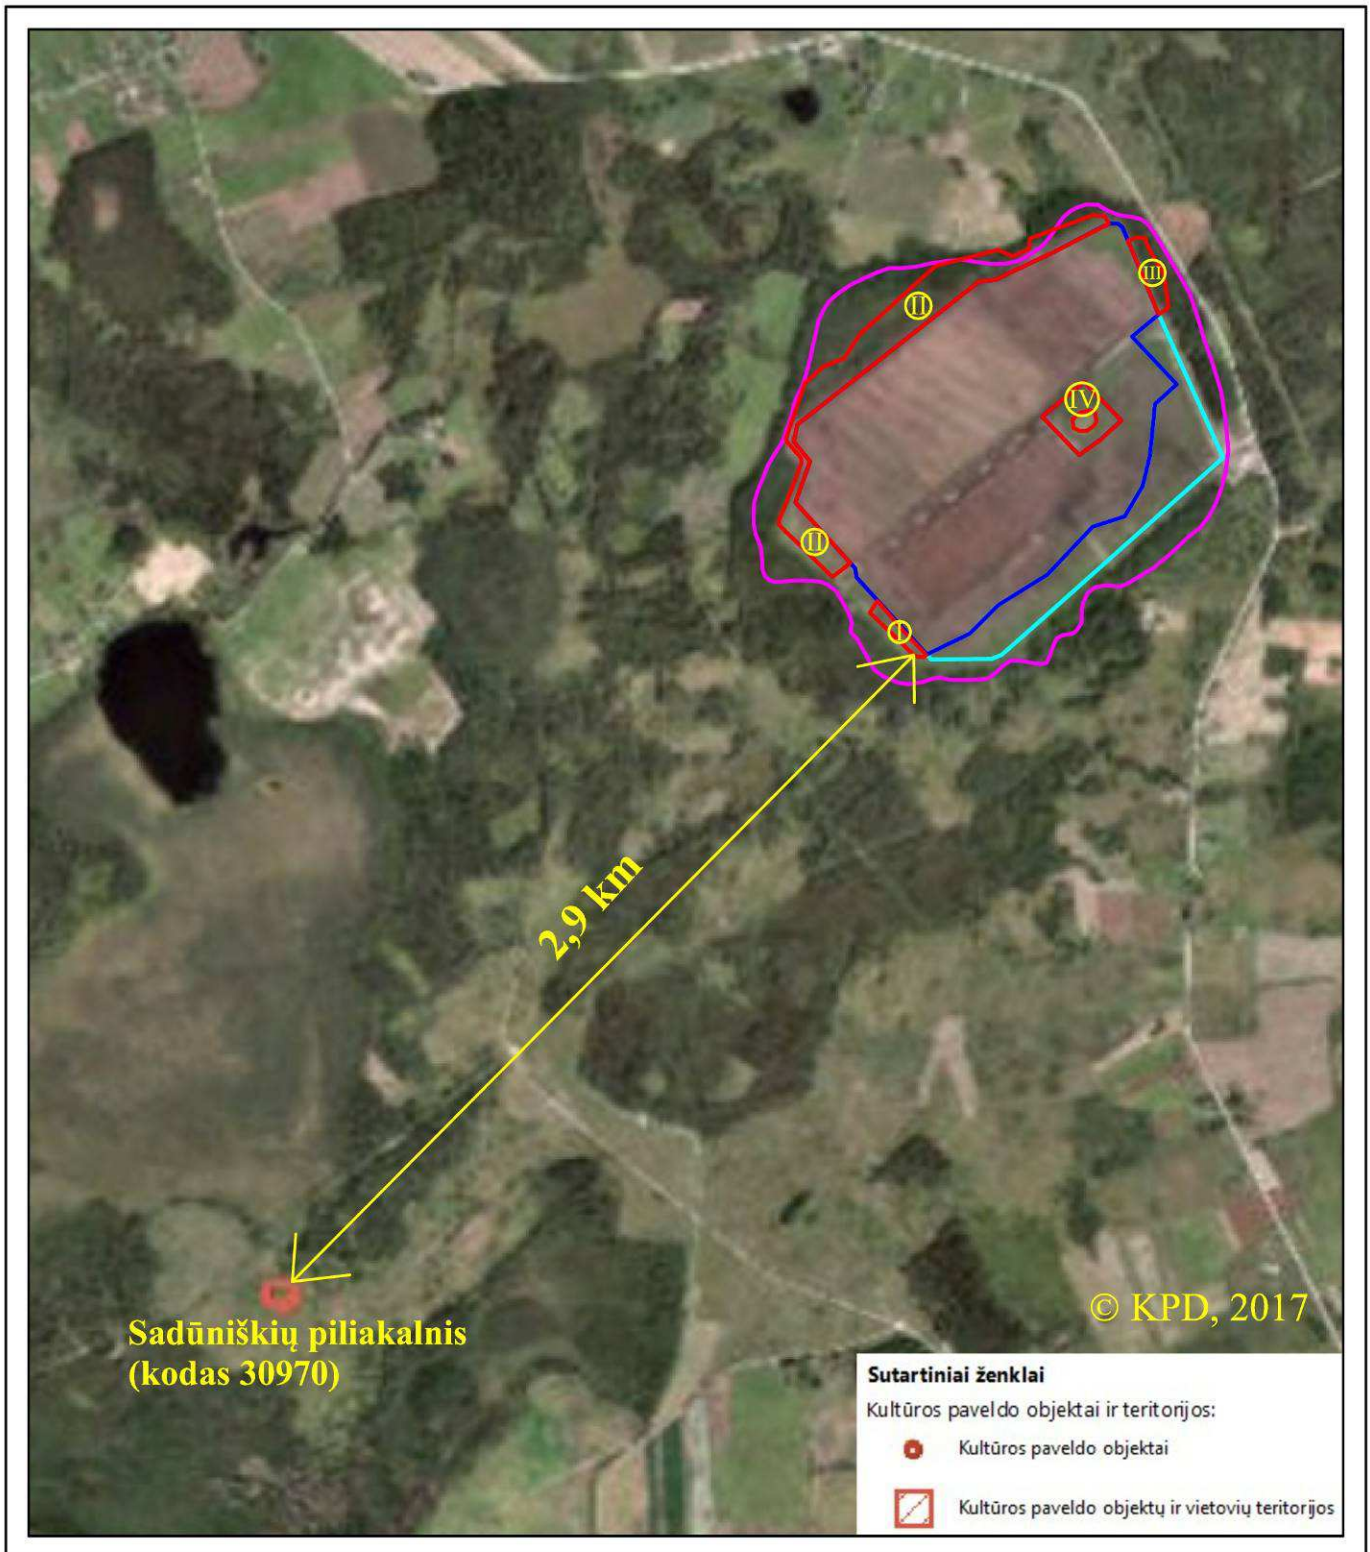 III
II
IV
II
I
2,9 km
Sadūniškių piliakalnis
(kodas 30970)
© KPD, 2017
Sutartiniai ženklai
Kultūros paveldo objektai ir teritorijos:
Kultūros paveldo objektai
Kultūros paveldo objektų ir vietovių teritorijos